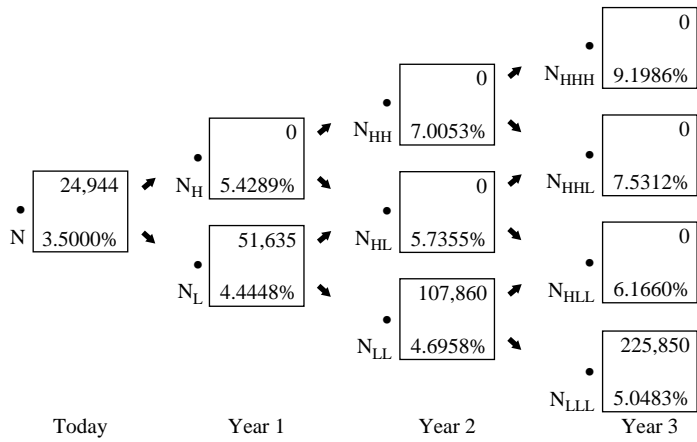 24,944
3.5000%
N
0
5.4289%
N_H
51,635
4.4448%
N_L
0
7.0053%
N_HH
0
5.7355%
N_HL
107,860
4.6958%
N_LL
0
9.1986%
N_HHH
0
7.5312%
N_HHL
0
6.1660%
N_HLL
225,850
5.0483%
N_LLL
Today Year 1 Year 2 Year 3